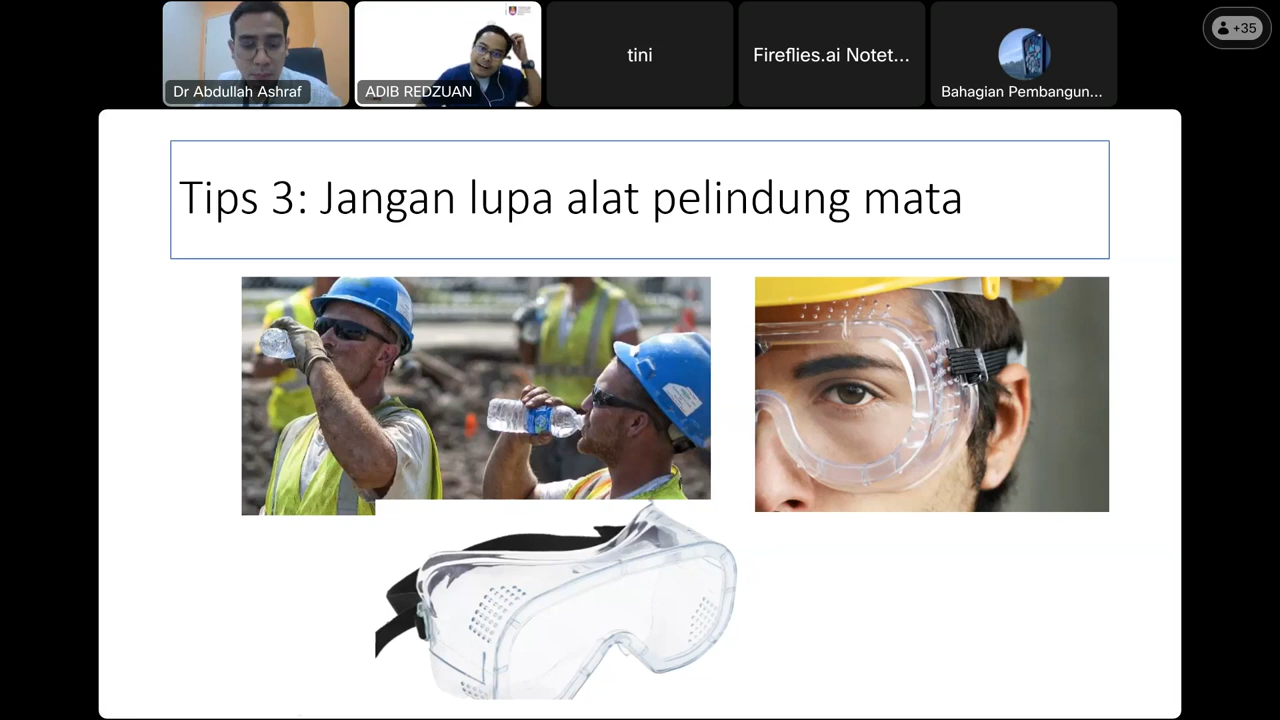 +35
Dr Abdullah Ashraf
ADIB REDZUAN
tini
Fireflies.ai Notet...
Bahagian Pembangun...
Tips 3: Jangan lupa alat pelindung mata